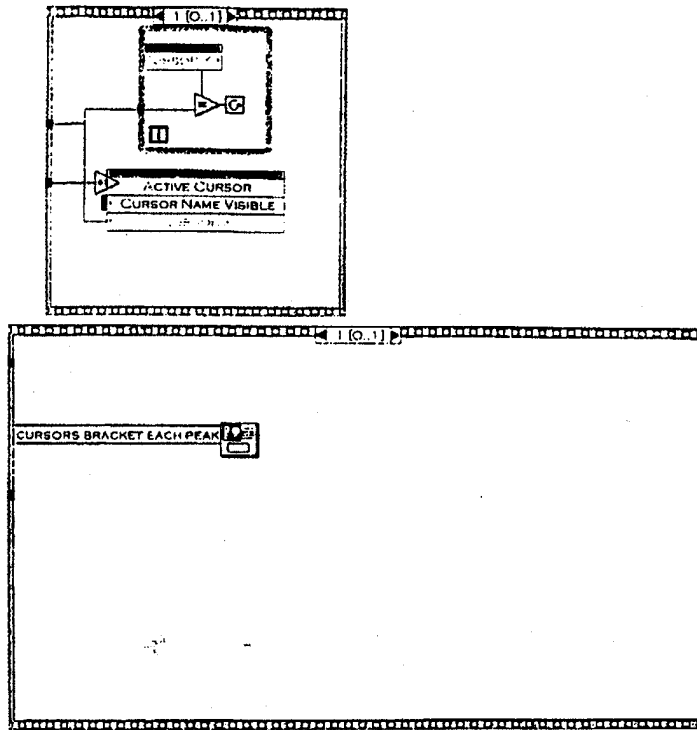 1 [0..1]
ACTIVE CURSOR
CURSOR NAME VISIBLE
1 [0..1]
CURSORS BRACKET EACH PEAK